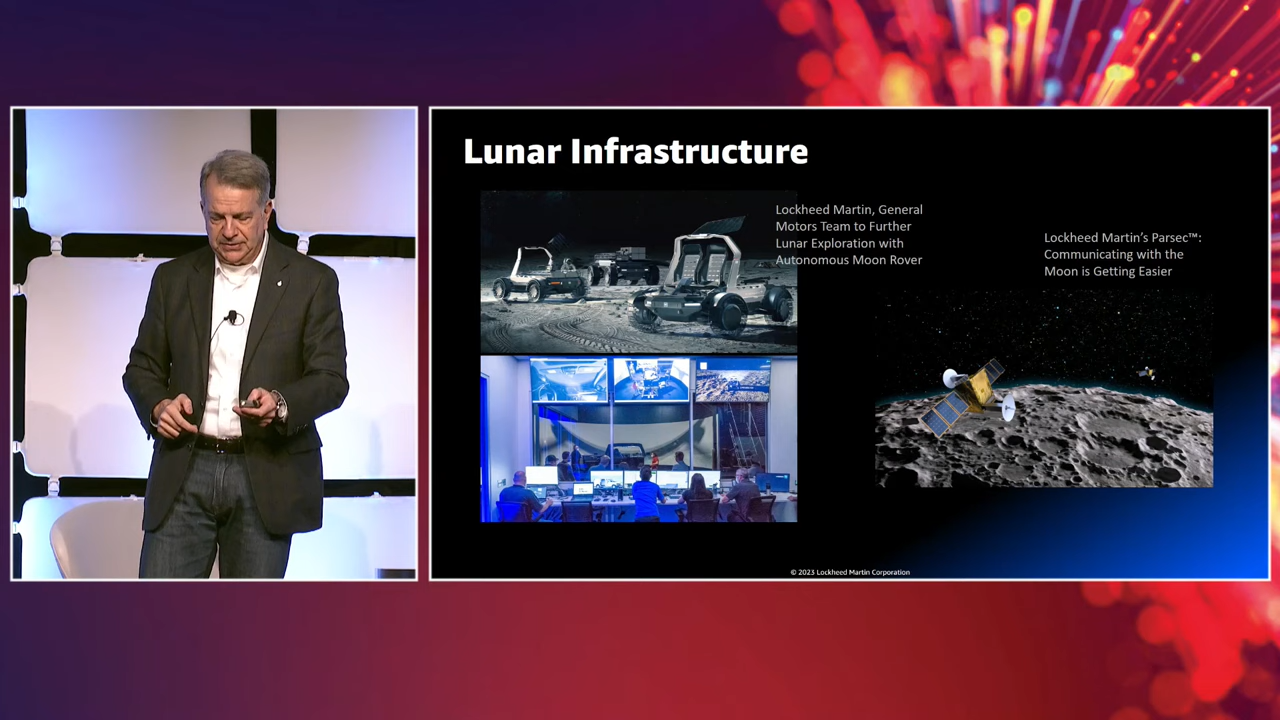 Lunar Infrastructure
Lockheed Martin, General
Motors Team to Further
Lunar Exploration with
Autonomous Moon Rover
Lockheed Martin's Parsec™:
Communicating with the
Moon is Getting Easier
© 2023 Lockheed Martin Corporation